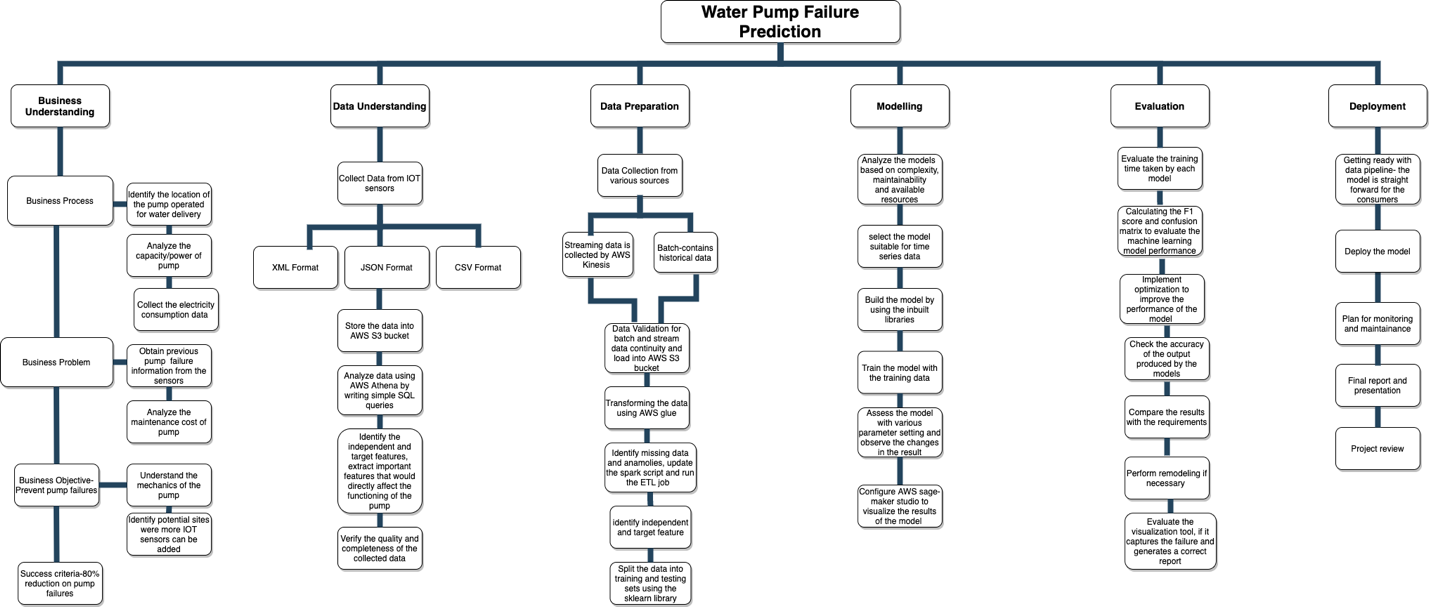 Water Pump Failure
Prediction
Business
Understanding
Business Process
Identify the location of
the pump operated
for water delivery
Analyze the
capacity/power of
pump
Collect the electricity
consumption data
Business Problem
Obtain previous
pump failure
information from the
sensors
Analyze the
maintenance cost of
pump
Business Objective-
Prevent pump failures
Understand the
mechanics of the
pump
Identify potential sites
were more IOT
sensors can be
added
Success criteria-80%
reduction on pump
failures
Data Understanding
Collect Data from IOT
sensors
XML Format
JSON Format
CSV Format
Store the data into
AWS S3 bucket
Analyze data using
AWS Athena by
writing simple SQL
queries
Identify the
independent and
target features,
extract important
features that would
directly affect the
functioning of the
pump
Verify the quality and
completeness of the
collected data
Data Preparation
Data Collection from
various sources
Streaming data is
collected by AWS
Kinesis
Batch-contains
historical data
Data Validation for
batch and stream
data continuity and
load into AWS S3
bucket
Transforming the data
using AWS glue
Identify missing data
and anamolies, update
the spark script and run
the ETL job
identify independent
and target feature
Split the data into
training and testing
sets using the
sklearn library
Modelling
Analyze the models
based on complexity,
maintainability
and available
resources
select the model
suitable for time
series data
Build the model by
using the inbuilt
libraries
Train the model with
the training data
Assess the model
with various
parameter setting and
observe the changes
in the result
Configure AWS sage-
maker studio to
visualize the results
of the model
Evaluation
Evaluate the training
time taken by each
model
Calculating the F1
score and confusion
matrix to evaluate the
machine learning
model performance
Implement
optimization to
improve the
performance of the
model
Check the accuracy
of the output
produced by the
models
Compare the results
with the requirements
Perform remodeling if
necessary
Evaluate the
visualization tool, if it
captures the failure and
generates a correct
report
Deployment
Getting ready with
data pipeline- the
model is straight
forward for the
consumers
Deploy the model
Plan for monitoring
and maintainance
Final report and
presentation
Project review